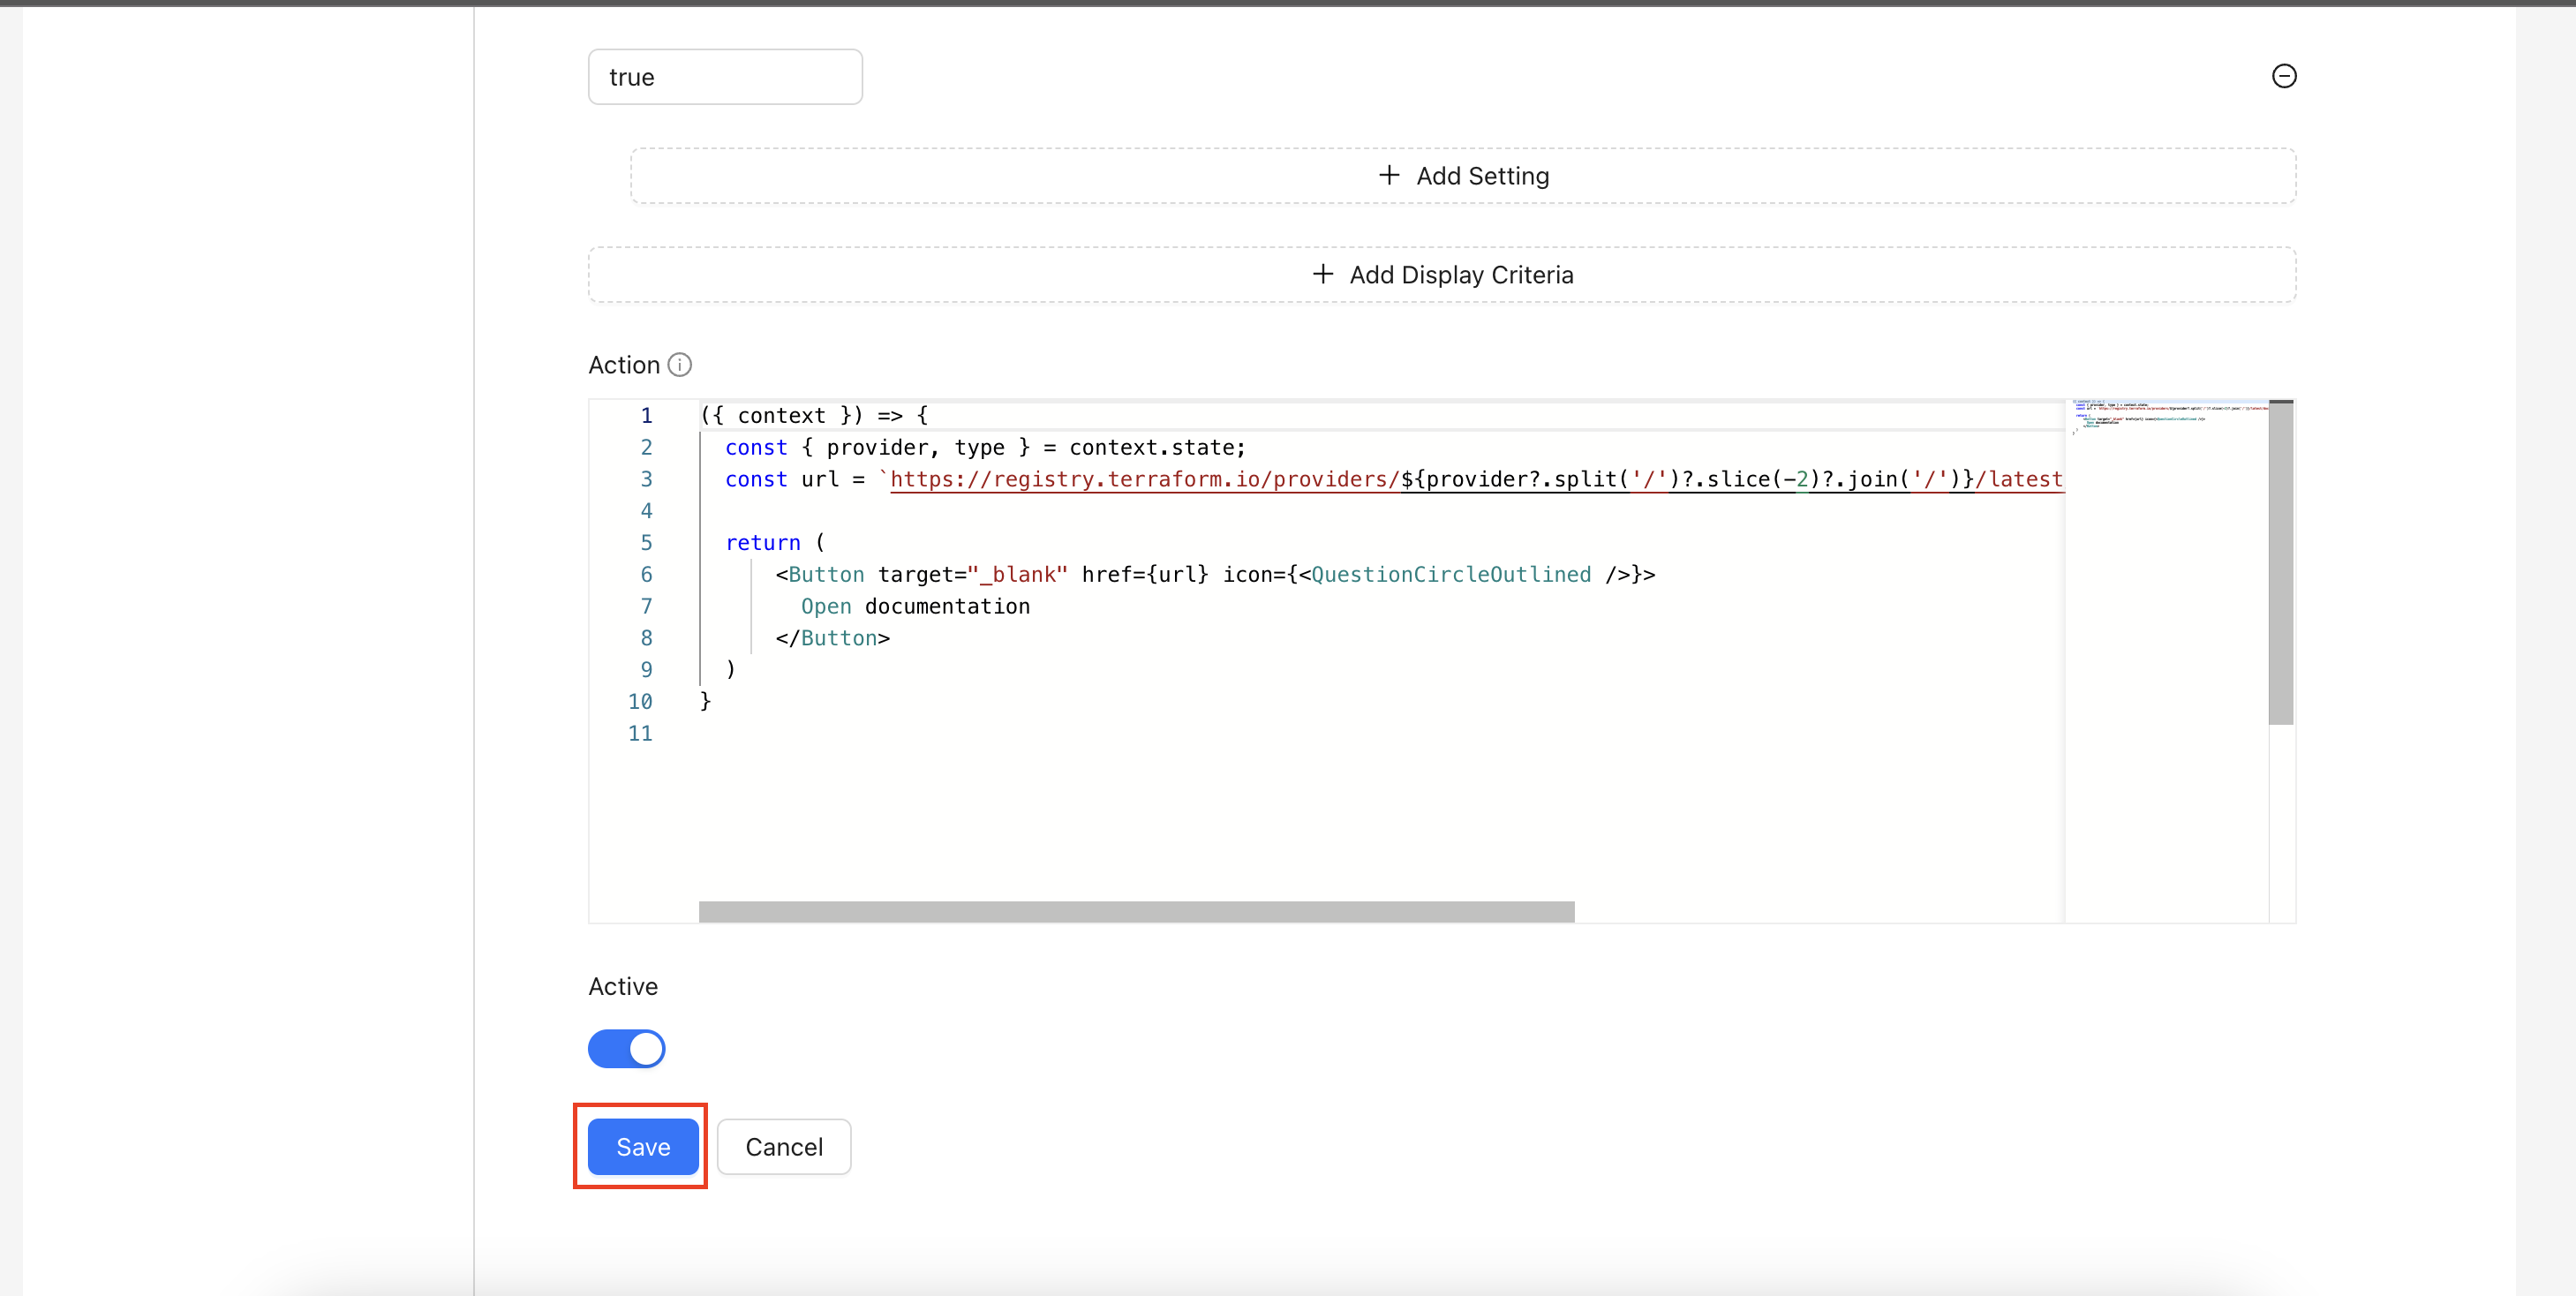 true
Add Setting
Add Display Criteria
Action
1 ({ context }) => {
2 const { provider, type } = context.state;
3 const url = `https://registry.terraform.io/providers/${provider?.split('/')?.slice(-2)?.join('/')}/latest
4
5 return (
6 <Button target="_blank" href={url} icon={<QuestionCircleOutlined />}>
7 Open documentation
8 </Button>
9 )
10 }
11
Active
Save Cancel